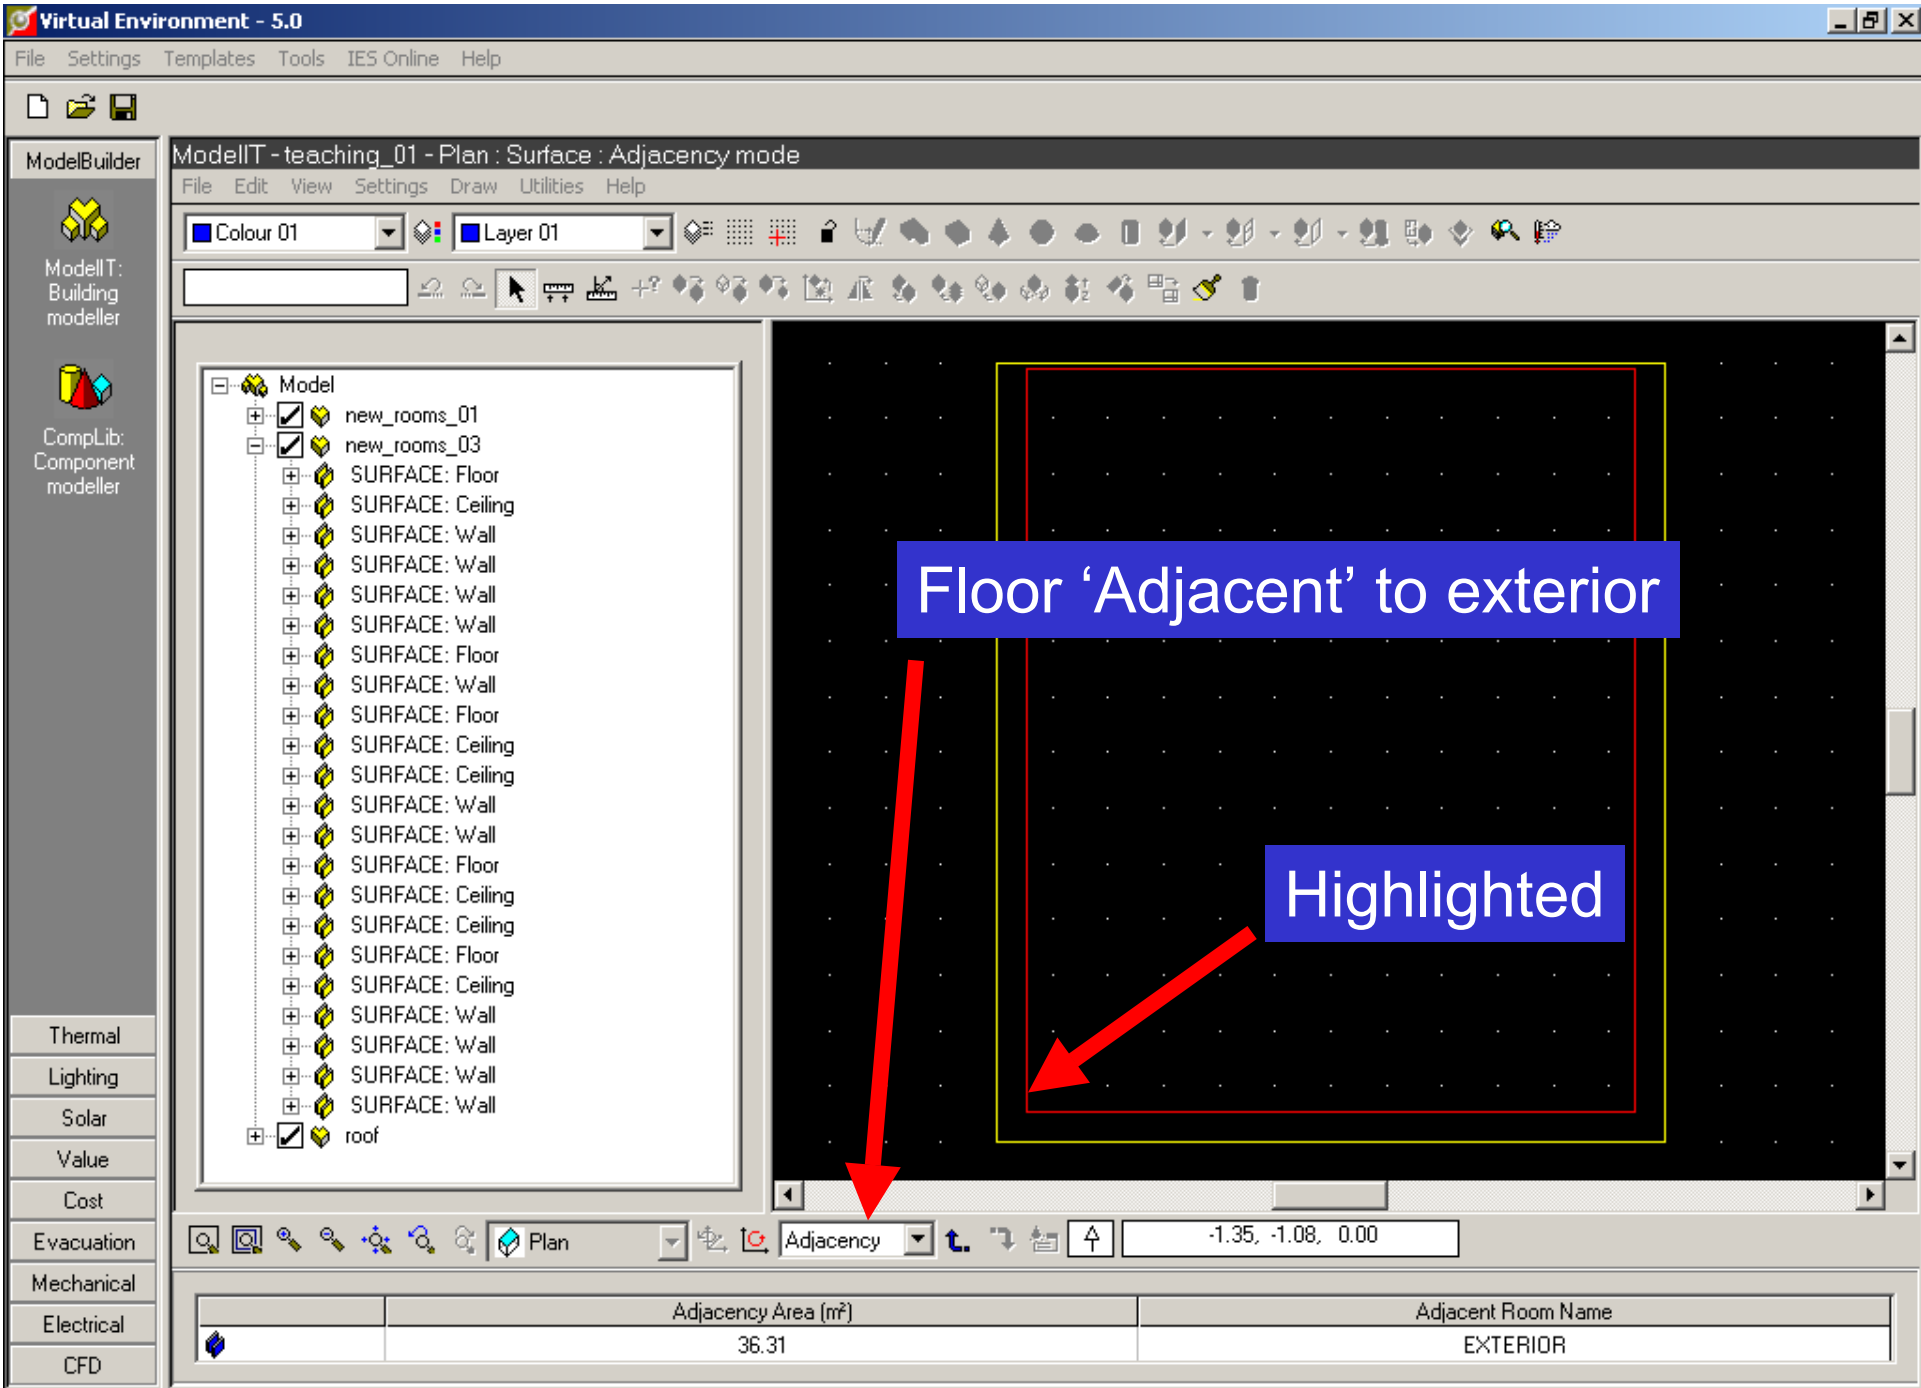 Virtual Environment - 5.0
File Settings Templates Tools IES Online Help
ModelBuilder
ModelIT:
Building
modeller
CompLib:
Component
modeller
Thermal
Lighting
Solar
Value
Cost
Evacuation
Mechanical
Electrical
CFD
ModelIT - teaching_01 - Plan : Surface : Adjacency mode
File Edit View Settings Draw Utilities Help
Colour 01
Layer 01
Model
new_rooms_01
new_rooms_03
SURFACE: Floor
SURFACE: Ceiling
SURFACE: Wall
SURFACE: Wall
SURFACE: Wall
SURFACE: Wall
SURFACE: Floor
SURFACE: Wall
SURFACE: Floor
SURFACE: Ceiling
SURFACE: Ceiling
SURFACE: Wall
SURFACE: Wall
SURFACE: Floor
SURFACE: Ceiling
SURFACE: Ceiling
SURFACE: Floor
SURFACE: Ceiling
SURFACE: Wall
SURFACE: Wall
SURFACE: Wall
SURFACE: Wall
roof
Floor ‘Adjacent’ to exterior
Highlighted
Plan
Adjacency
-1.35, -1.08, 0.00
Adjacency Area (m²) Adjacent Room Name
36.31 EXTERIOR